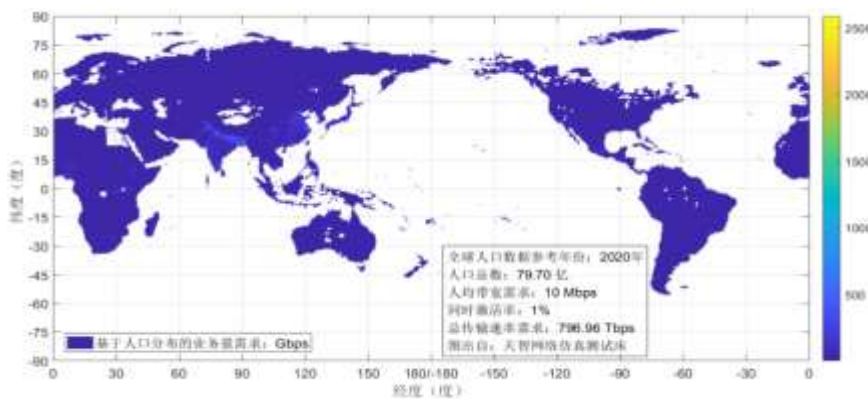 90
75
60
45
30
15
0
-15
-30
-45
-60
-75
-90
纬度（度）
全球人口数据参考年份：2020年
人口总数：79.70 亿
人均带宽需求：10 Mbps
同时激活率：1%
总传输速率需求：796.96 Tbps
图出自：天智网络仿真测试床
基于人口分布的业务量需求：Gbps
0 30 60 90 120 150 180/-180 -150 -120 -90 -60 -30 0
经度（度）
2500
2000
1500
1000
500